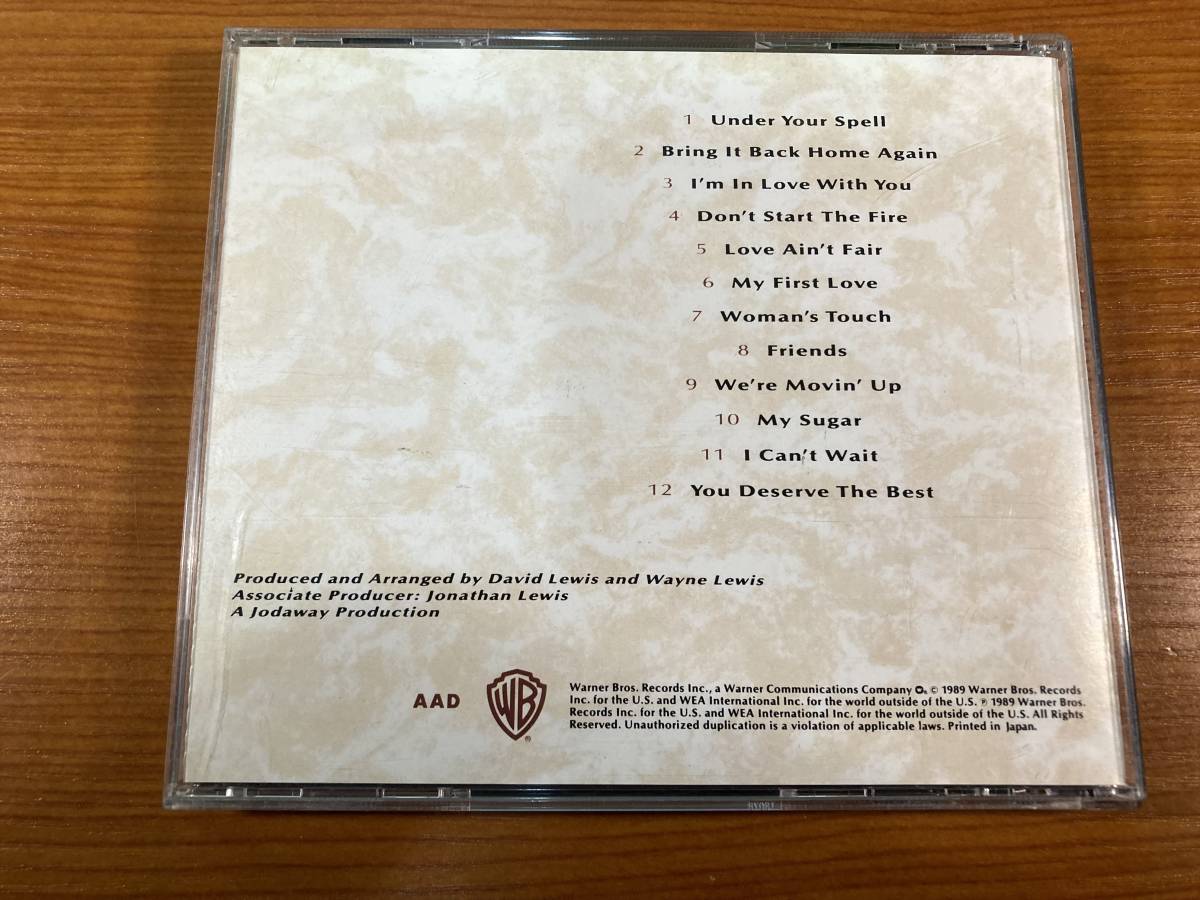 1 Under Your Spell
2 Bring It Back Home Again
3 I'm In Love With You
4 Don't Start The Fire
5 Love Ain't Fair
6 My First Love
7 Woman's Touch
8 Friends
9 We're Movin' Up
10 My Sugar
11 I Can't Wait
12 You Deserve The Best
Produced and Arranged by David Lewis and Wayne Lewis
Associate Producer: Jonathan Lewis
A Jodaway Production
AAD
WB
®
Warner Bros. Records Inc., a Warner Communications Company. © 1989 Warner Bros. Records
Inc. for the U.S. and WEA International Inc. for the world outside of the U.S. ℗ 1989 Warner Bros.
Records Inc. for the U.S. and WEA International Inc. for the world outside of the U.S. All Rights
Reserved. Unauthorized duplication is a violation of applicable laws. Printed in Japan.